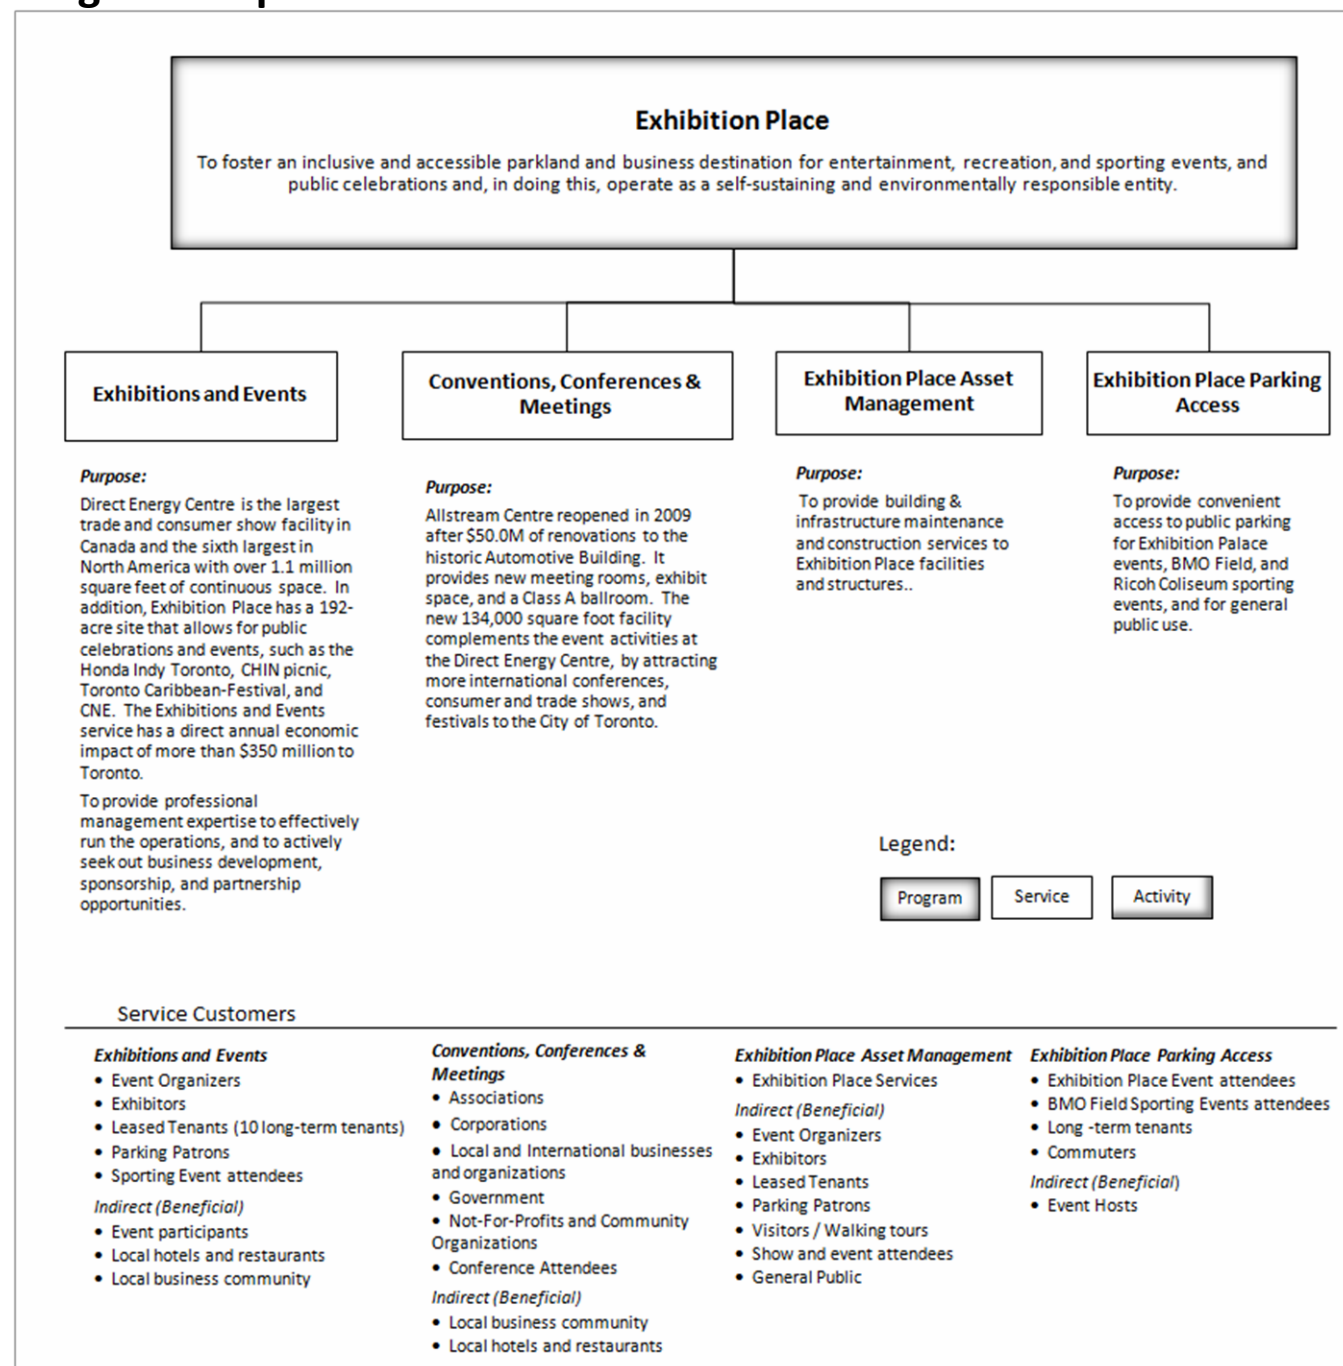 Exhibition Place
To foster an inclusive and accessible parkland and business destination for entertainment, recreation, and sporting events, and
public celebrations and, in doing this, operate as a self-sustaining and environmentally responsible entity.
Exhibitions and Events
Conventions, Conferences &
Meetings
Exhibition Place Asset
Management
Exhibition Place Parking
Access
Purpose:
Direct Energy Centre is the largest
trade and consumer show facility in
Canada and the sixth largest in
North America with over 1.1 million
square feet of continuous space. In
addition, Exhibition Place has a 192-
acre site that allows for public
celebrations and events, such as the
Honda Indy Toronto, CHIN picnic,
Toronto Caribbean-Festival, and
CNE. The Exhibitions and Events
service has a direct annual economic
impact of more than $350 million to
Toronto.
To provide professional
management expertise to effectively
run the operations, and to actively
seek out business development,
sponsorship, and partnership
opportunities.
Purpose:
Allstream Centre reopened in 2009
after $50.0M of renovations to the
historic Automotive Building. It
provides new meeting rooms, exhibit
space, and a Class A ballroom. The
new 134,000 square foot facility
complements the event activities at
the Direct Energy Centre, by attracting
more international conferences,
consumer and trade shows, and
festivals to the City of Toronto.
Purpose:
To provide building &
infrastructure maintenance
and construction services to
Exhibition Place facilities
and structures..
Purpose:
To provide convenient
access to public parking
for Exhibition Palace
events, BMO Field, and
Ricoh Coliseum sporting
events, and for general
public use.
Legend:
Program
Service
Activity
Service Customers
Exhibitions and Events
• Event Organizers
• Exhibitors
• Leased Tenants (10 long-term tenants)
• Parking Patrons
• Sporting Event attendees
Indirect (Beneficial)
• Event participants
• Local hotels and restaurants
• Local business community
Conventions, Conferences &
Meetings
• Associations
• Corporations
• Local and International businesses
and organizations
• Government
• Not-For-Profits and Community
Organizations
• Conference Attendees
Indirect (Beneficial)
• Local business community
• Local hotels and restaurants
Exhibition Place Asset Management
• Exhibition Place Services
Indirect (Beneficial)
• Event Organizers
• Exhibitors
• Leased Tenants
• Parking Patrons
• Visitors / Walking tours
• Show and event attendees
• General Public
Exhibition Place Parking Access
• Exhibition Place Event attendees
• BMO Field Sporting Events attendees
• Long -term tenants
• Commuters
Indirect (Beneficial)
• Event Hosts